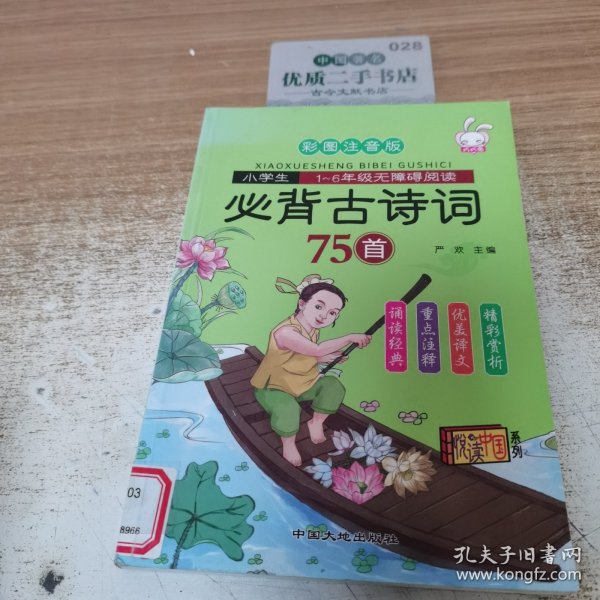 028
中国著名
优质二手书店
古今文献书店
彩图注音版
XIAOXUESHENG BIBEI GUSHICI
小学生 1~6年级无障碍阅读
必背古诗词
75首
严欢 主编
诵读经典
重点注释
优美译文
精彩赏析
悦读中国
系列
03
8966
中国大地出版社
孔夫子旧书网
www.kongfz.com